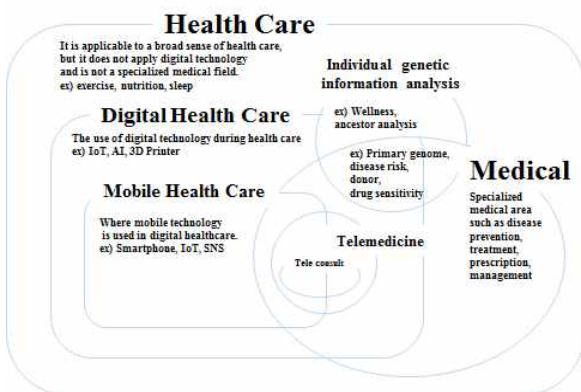 Health Care
It is applicable to a broad sense of health care,
but it does not apply digital technology
and is not a specialized medical field.
ex) exercise, nutrition, sleep
Individual genetic
information analysis
ex) Wellness,
ancestor analysis
ex) Primary genome,
disease risk,
donor,
drug sensitivity
Digital Health Care
The use of digital technology during health care
ex) IoT, AI, 3D Printer
Medical
Specialized
medical area
such as disease
prevention,
treatment,
prescription,
management
Mobile Health Care
Where mobile technology
is used in digital healthcare.
ex) Smartphone, IoT, SNS
Telemedicine
Tele consult